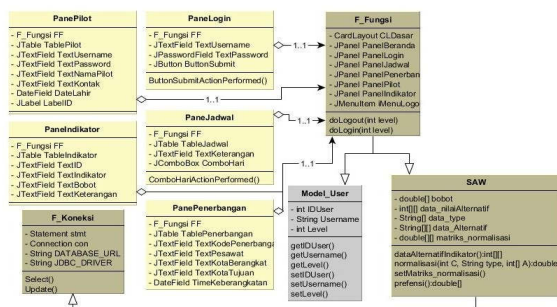 PanePilot
- F_Fungsi FF
- JTable TablePilot
- JTextField TextUsername
- JTextField TextPassword
- JTextField TextNamaPilot
- JTextField TextKontak
- DateField DateLahir
- JLabel LabelID
PaneLogin
- F_Fungsi FF
- JTextField TextUsername
- JPasswordField TextPassword
- JButton ButtonSubmit
ButtonSubmitActionPerformed()
1..1
F_Fungsi
- CardLayout CLDasar
- JPanel PanelBeranda
- JPanel PanelLogin
- JPanel PanelJadwal
- JPanel PanelPenerban
- JPanel PanelPilot
- JPanel PanelIndikator
- JMenuItem iMenuLogo
doLogout(int level)
doLogin(int level)
1..1
PaneIndikator
- F_Fungsi FF
- JTable TableIndikator
- JTextField TextID
- JTextField TextIndikator
- JTextField TextBobot
- JTextField TextKeterangan
PaneJadwal
- F_Fungsi FF
- JTable TableJadwal
- JTextField TextKeterangan
- JComboBox ComboHari
ComboHariActionPerformed()
1..1
1..1
F_Koneksi
- Statement stmt
- Connection con
- String DATABASE_URL
- String JDBC_DRIVER
Select()
Update()
PanePenerbangan
- F_Fungsi FF
- JTable TablePenerbangan
- JTextField TextKodePenerbanga
- JTextField TextPesawat
- JTextField TextKotaBerangkat
- JTextField TextKotaTujuan
- DateField TimeKeberangkatan
Model_User
- int IDUser
- String Username
- int Level
getIDUser()
getUsername()
getLevel()
setIDUser()
setUsername()
setLevel()
SAW
- double[] bobot
- int[][] data_nilaiAlternatif
- String[] data_type
- String[][] data_Alternatif
- double[][] matriks_normalisasi
dataAlternatifIndikator():int[][]
normalisasi(int C, String type, int[] A):double
setMatriks_normalisasi()
prefensi():double[]